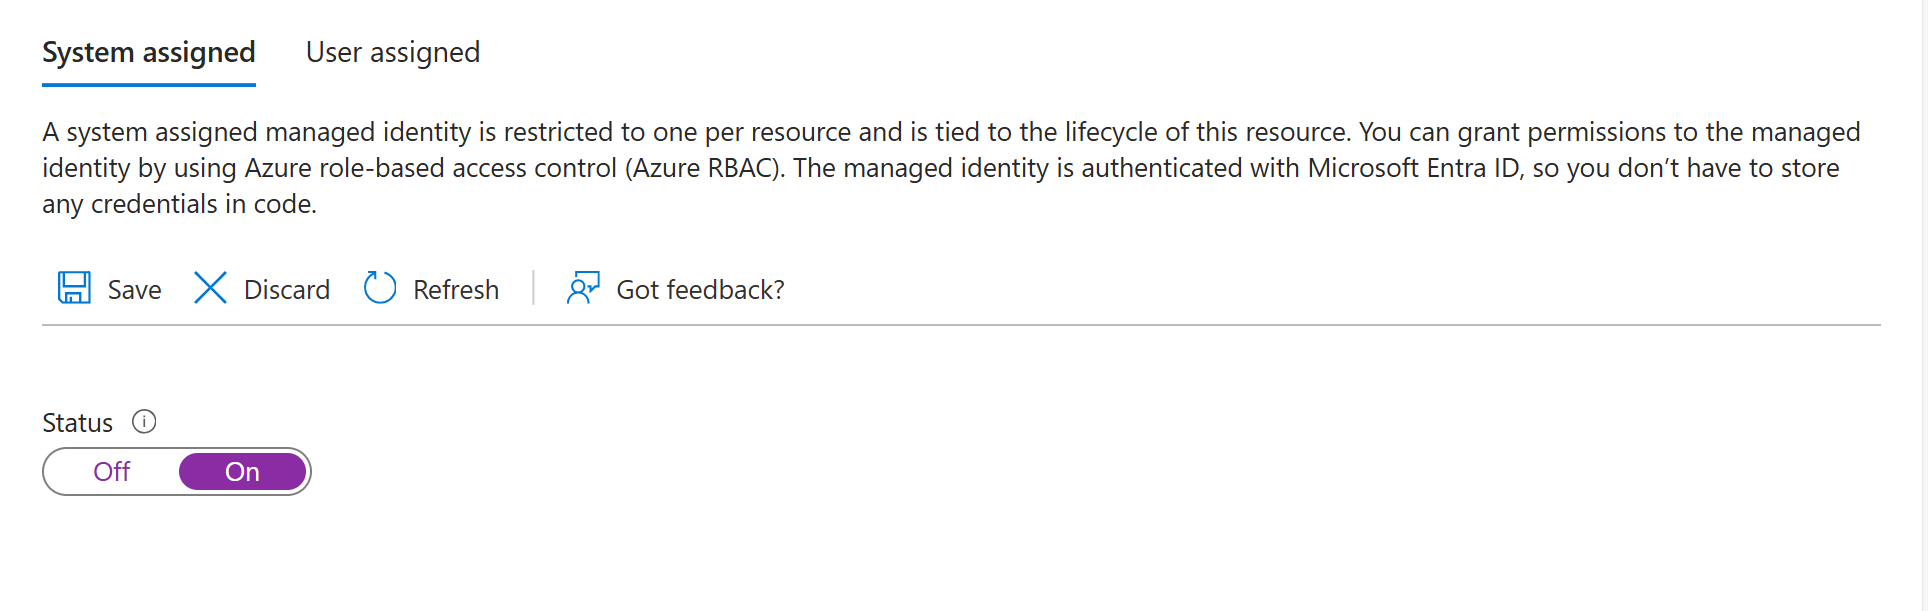 System assigned User assigned
A system assigned managed identity is restricted to one per resource and is tied to the lifecycle of this resource. You can grant permissions to the managed
identity by using Azure role-based access control (Azure RBAC). The managed identity is authenticated with Microsoft Entra ID, so you don’t have to store
any credentials in code.
Save Discard Refresh Got feedback?
Status
Off On